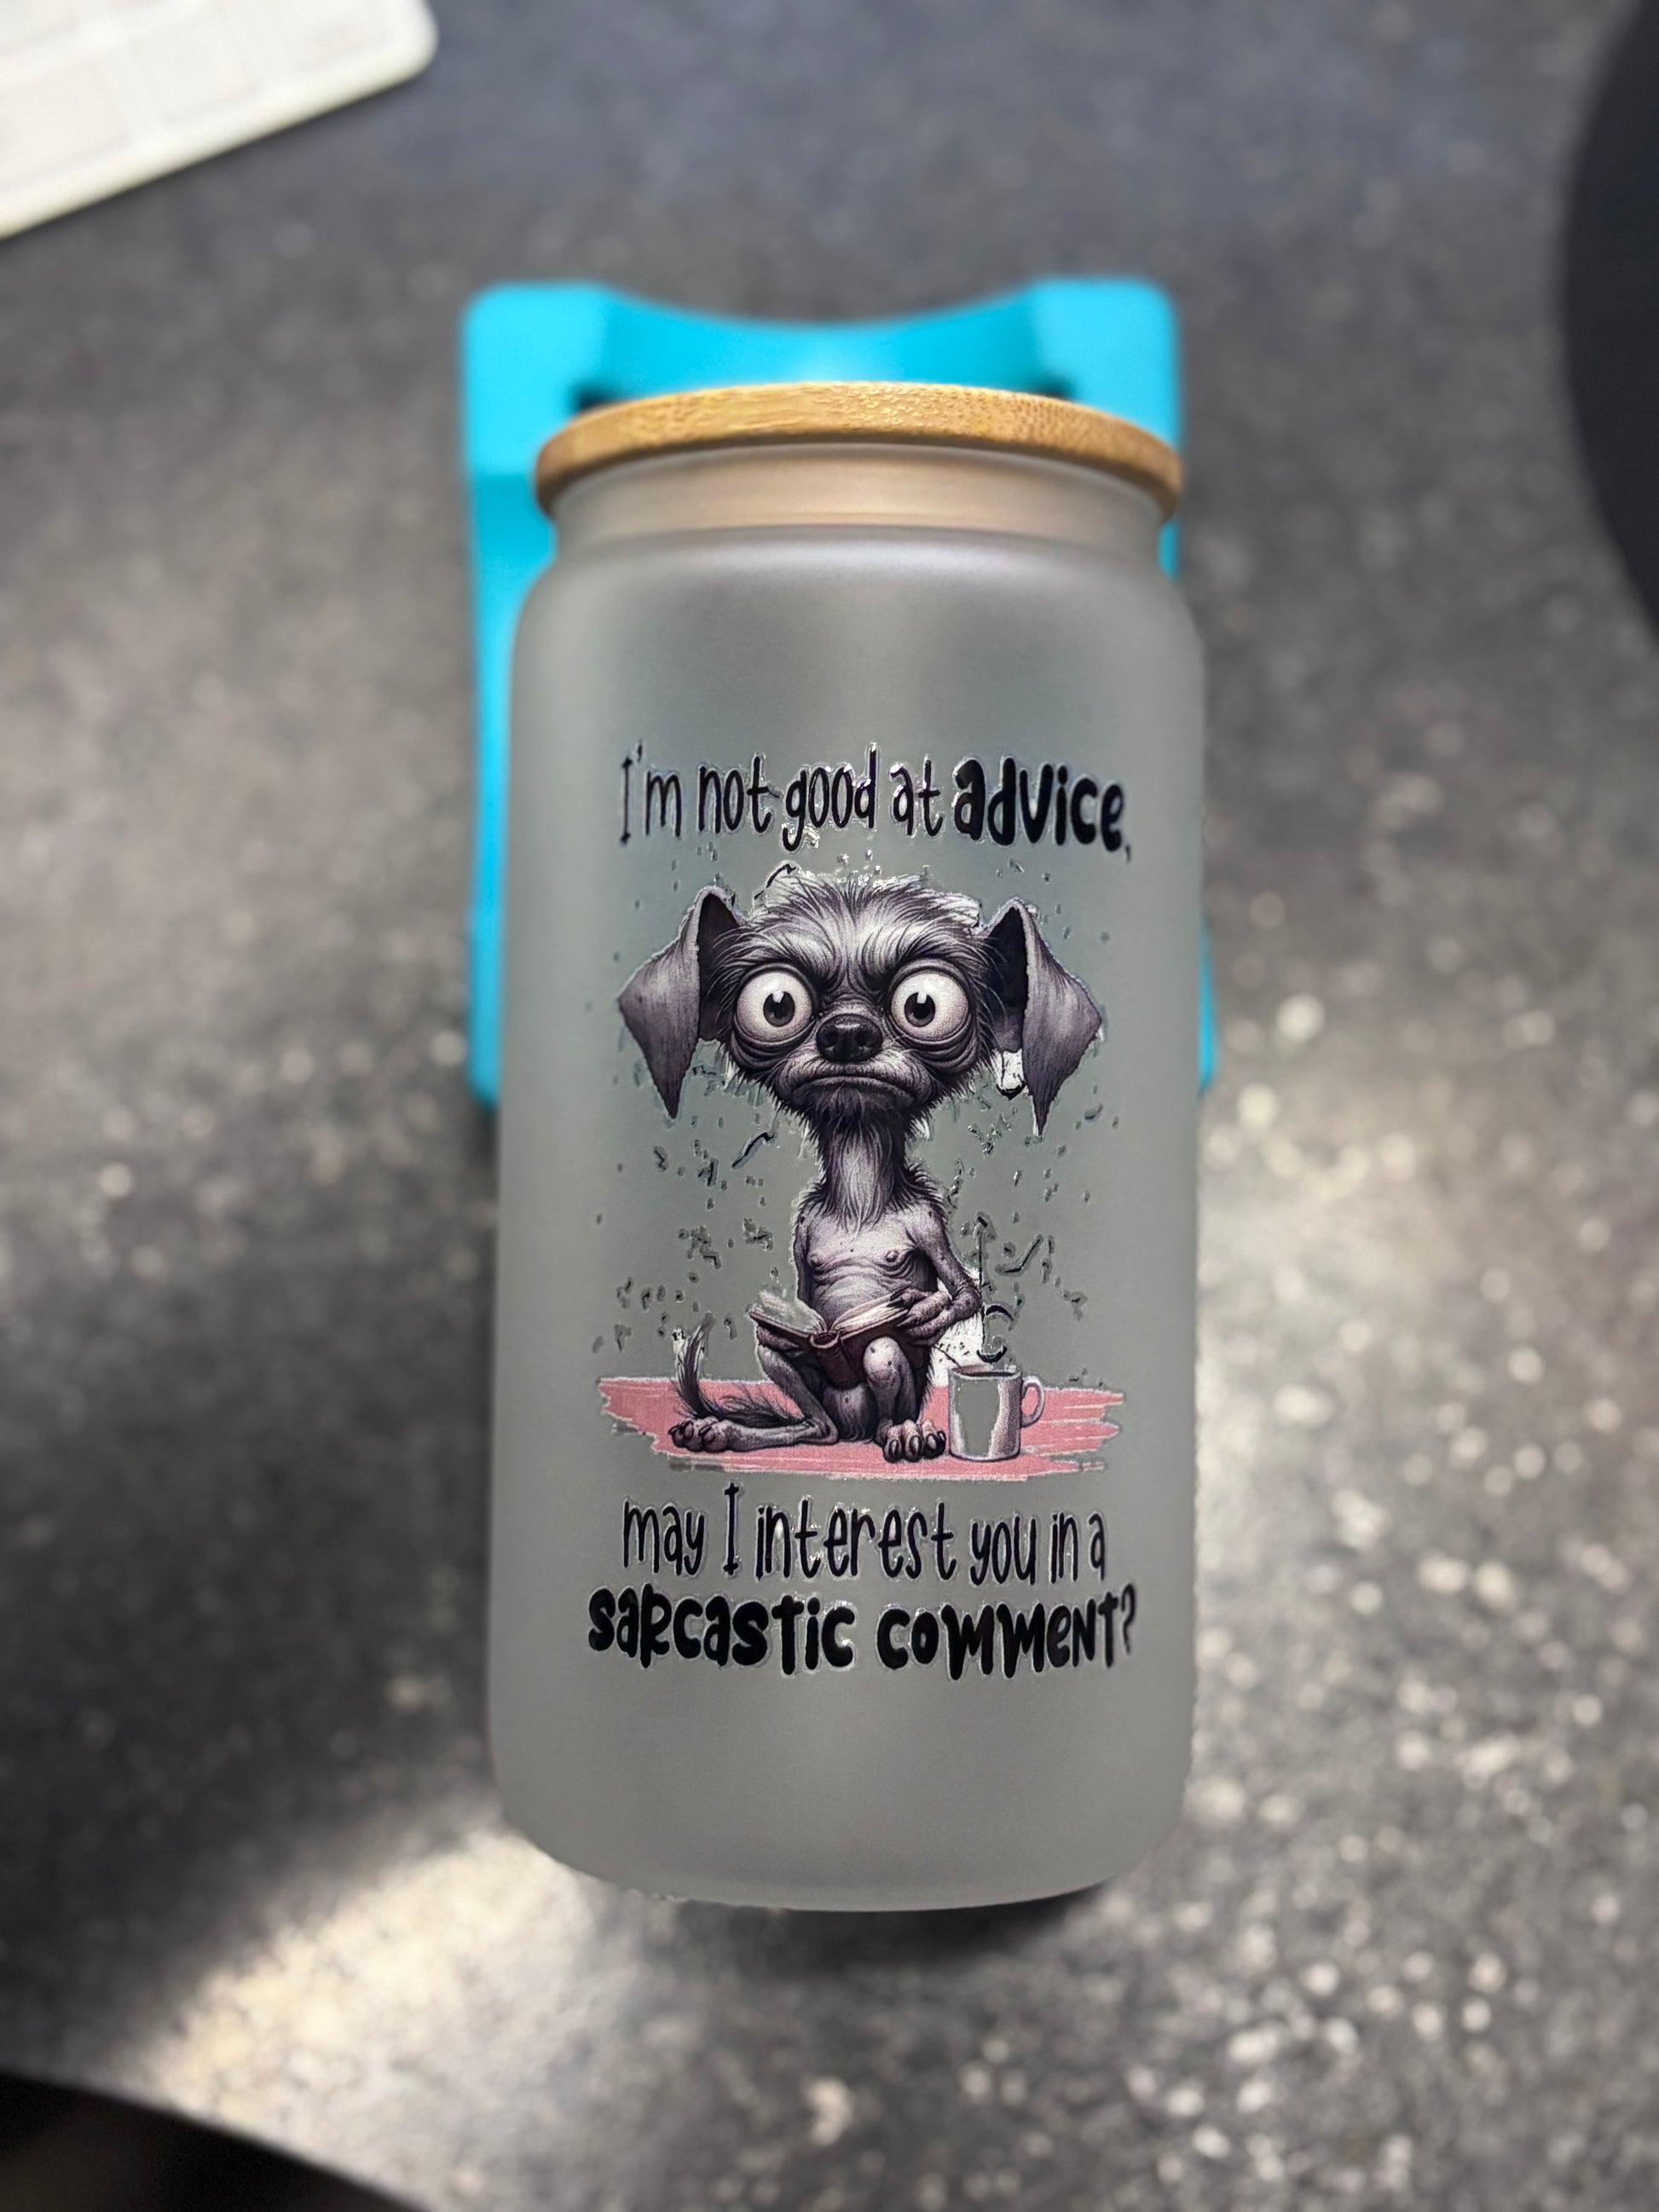 I'm not good at advice,
may I interest you in a
sarcastic comment?